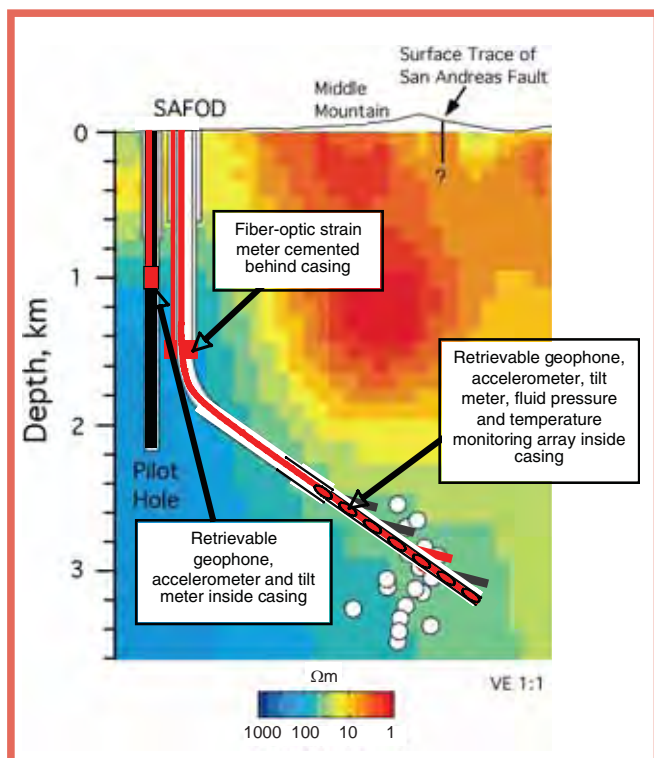 Surface Trace of
San Andreas Fault
Middle
Mountain
SAFOD
0
?
Fiber-optic strain
meter cemented
behind casing
1
Retrievable geophone,
accelerometer, tilt
meter, fluid pressure
and temperature
monitoring array inside
casing
Depth, km
2
Pilot
Hole
Retrievable
geophone,
accelerometer and tilt
meter inside casing
3
Ωm
VE 1:1
1000 100 10 1